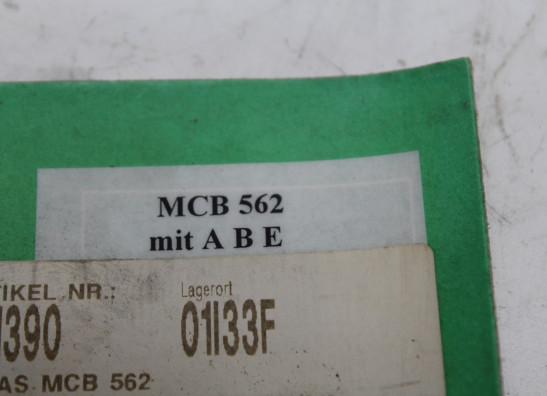 MCB 562
mit A B E
TIKEL NR.: Lagerort
390 01I33F
AS MCB 562